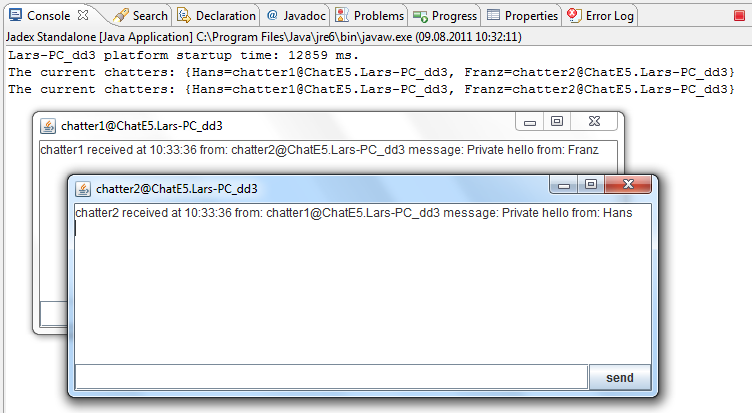 Console Search Declaration Javadoc Problems Progress Properties Error Log
Jadex Standalone [Java Application] C:\Program Files\Java\jre6\bin\javaw.exe (09.08.2011 10:32:11)
Lars-PC_dd3 platform startup time: 12859 ms.
The current chatters: {Hans=chatter1@ChatE5.Lars-PC_dd3, Franz=chatter2@ChatE5.Lars-PC_dd3}
The current chatters: {Hans=chatter1@ChatE5.Lars-PC_dd3, Franz=chatter2@ChatE5.Lars-PC_dd3}
chatter1@ChatE5.Lars-PC_dd3
chatter1 received at 10:33:36 from: chatter2@ChatE5.Lars-PC_dd3 message: Private hello from: Franz
chatter2@ChatE5.Lars-PC_dd3
chatter2 received at 10:33:36 from: chatter1@ChatE5.Lars-PC_dd3 message: Private hello from: Hans
send